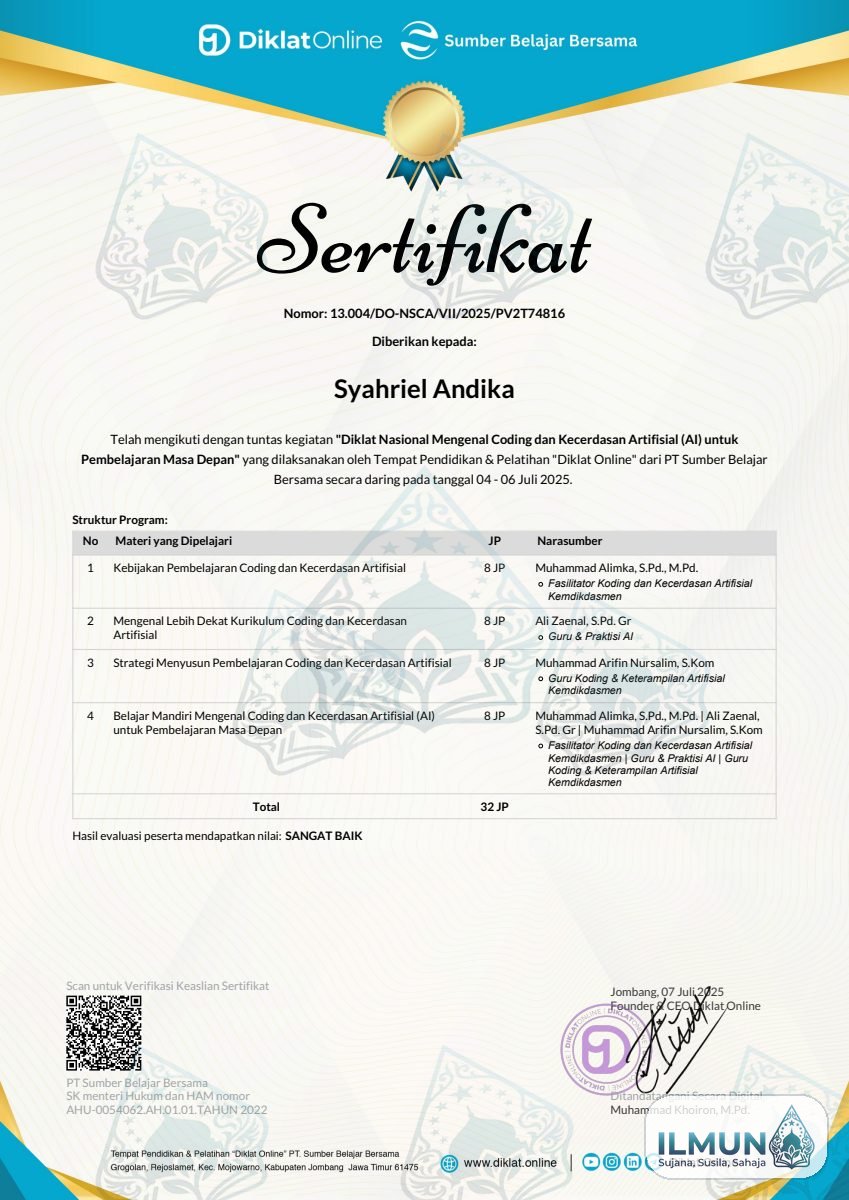 DiklatOnline Sumber Belajar Bersama
Sertifikat
Nomor: 13.004/DO-NSCA/VII/2025/PV2T74816
Diberikan kepada:
Syahriel Andika
Telah mengikuti dengan tuntas kegiatan "Diklat Nasional Mengenal Coding dan Kecerdasan Artifisial (AI) untuk
Pembelajaran Masa Depan" yang dilaksanakan oleh Tempat Pendidikan & Pelatihan "Diklat Online" dari PT Sumber Belajar
Bersama secara daring pada tanggal 04 - 06 Juli 2025.
Struktur Program:
No Materi yang Dipelajari JP Narasumber
1 Kebijakan Pembelajaran Coding dan Kecerdasan Artifisial 8 JP Muhammad Alimka, S.Pd., M.Pd.
Fasilitator Koding dan Kecerdasan Artifisial
Kemdikdasmen
2 Mengenal Lebih Dekat Kurikulum Coding dan Kecerdasan 8 JP Ali Zaenal, S.Pd. Gr
Artifisial Guru & Praktisi AI
3 Strategi Menyusun Pembelajaran Coding dan Kecerdasan Artifisial 8 JP Muhammad Arifin Nursalim, S.Kom
Guru Koding & Keterampilan Artifisial
Kemdikdasmen
4 Belajar Mandiri Mengenal Coding dan Kecerdasan Artifisial (AI) 8 JP Muhammad Alimka, S.Pd., M.Pd. | Ali Zaenal,
untuk Pembelajaran Masa Depan S.Pd. Gr | Muhammad Arifin Nursalim, S.Kom
Fasilitator Koding dan Kecerdasan Artifisial
Kemdikdasmen | Guru & Praktisi AI | Guru
Koding & Keterampilan Artifisial
Kemdikdasmen
Total 32 JP
Hasil evaluasi peserta mendapatkan nilai: SANGAT BAIK
Scan untuk Verifikasi Keaslian Sertifikat
PT Sumber Belajar Bersama
SK menteri Hukum dan HAM nomor
AHU-0054062.AH.01.01.TAHUN 2022
Jombang, 07 Juli 2025
Founder & CEO Diklat Online
DIKLATONLINE | DIKLATONLINE
Ditandatangani Secara Digital
Muhammad Khoiron, M.Pd.
Tempat Pendidikan & Pelatihan "Diklat Online" PT. Sumber Belajar Bersama
Grogolan, Rejoslamet, Kec. Mojowarno, Kabupaten Jombang Jawa Timur 61475
www.diklat.online
ILMUN
Sujana, Susila, Sahaja